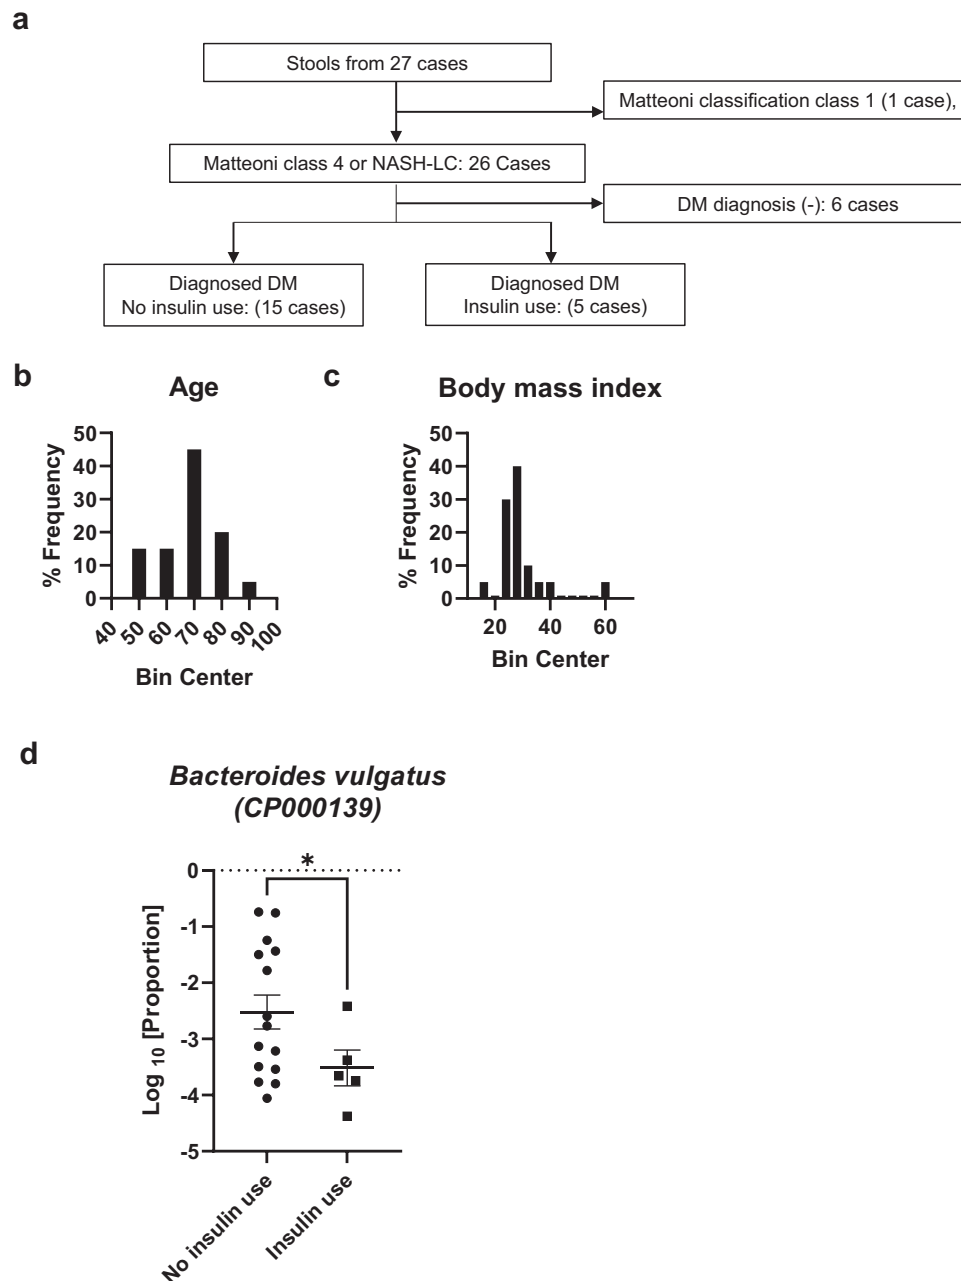 a
Stools from 27 cases
Matteoni classification class 1 (1 case),
Matteoni class 4 or NASH-LC: 26 Cases
DM diagnosis (-): 6 cases
Diagnosed DM
No insulin use: (15 cases)
Diagnosed DM
Insulin use: (5 cases)
b
Age
% Frequency
50
40
30
20
10
0
40
50
60
70
80
90
100
Bin Center
c
Body mass index
% Frequency
50
40
30
20
10
0
20
40
60
Bin Center
d
Bacteroides vulgatus
(CP000139)
*
Log 10 [Proportion]
0
-1
-2
-3
-4
-5
No insulin use
Insulin use